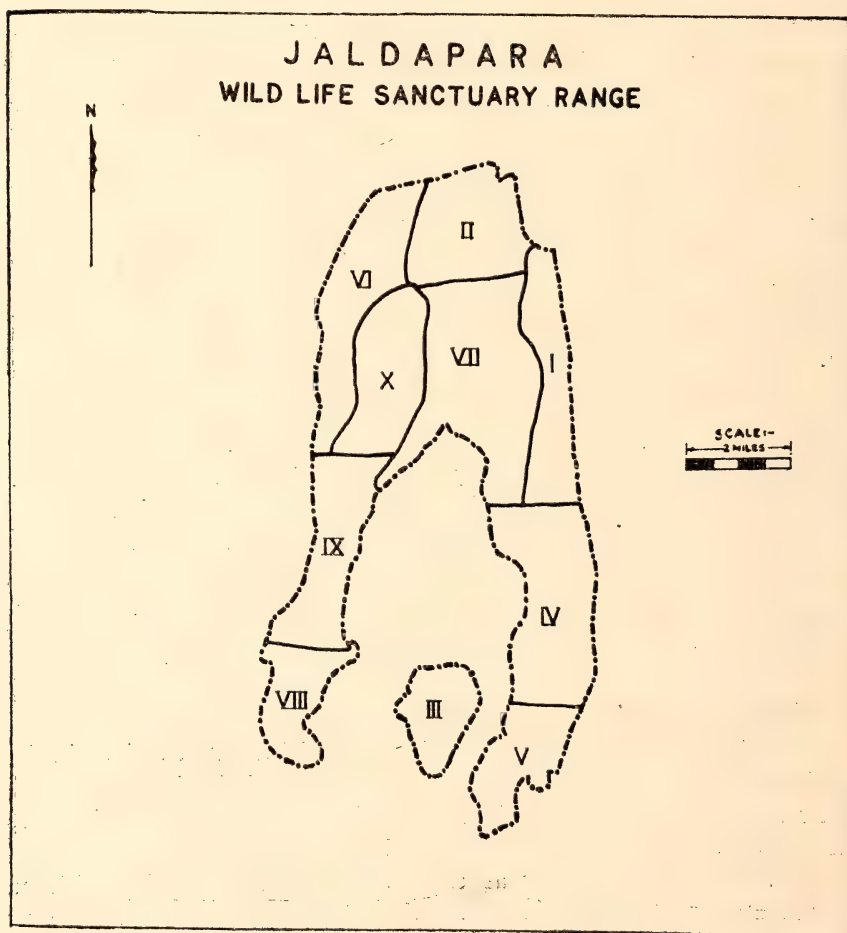 JALDAPARA
WILD LIFE SANCTUARY RANGE
N
II
VI
VII
I
X
SCALE:-
2 MILES
IX
IV
VIII
III
V